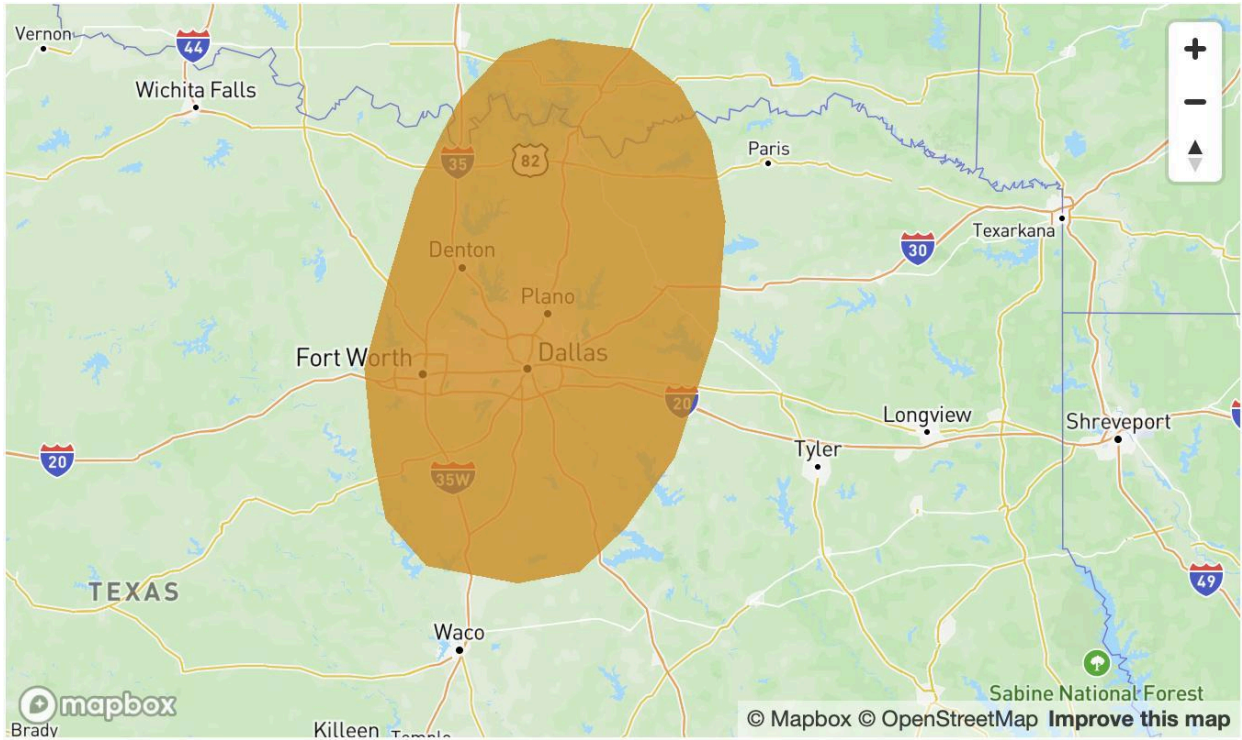 Vernon
44
Wichita Falls
35
82
Paris
Texarkana
30
Denton
Plano
Fort Worth
Dallas
20
Longview
Shreveport
Tyler
20
35W
TEXAS
49
Waco
Sabine National Forest
mapbox
© Mapbox © OpenStreetMap Improve this map
Brady
Killeen
Temple